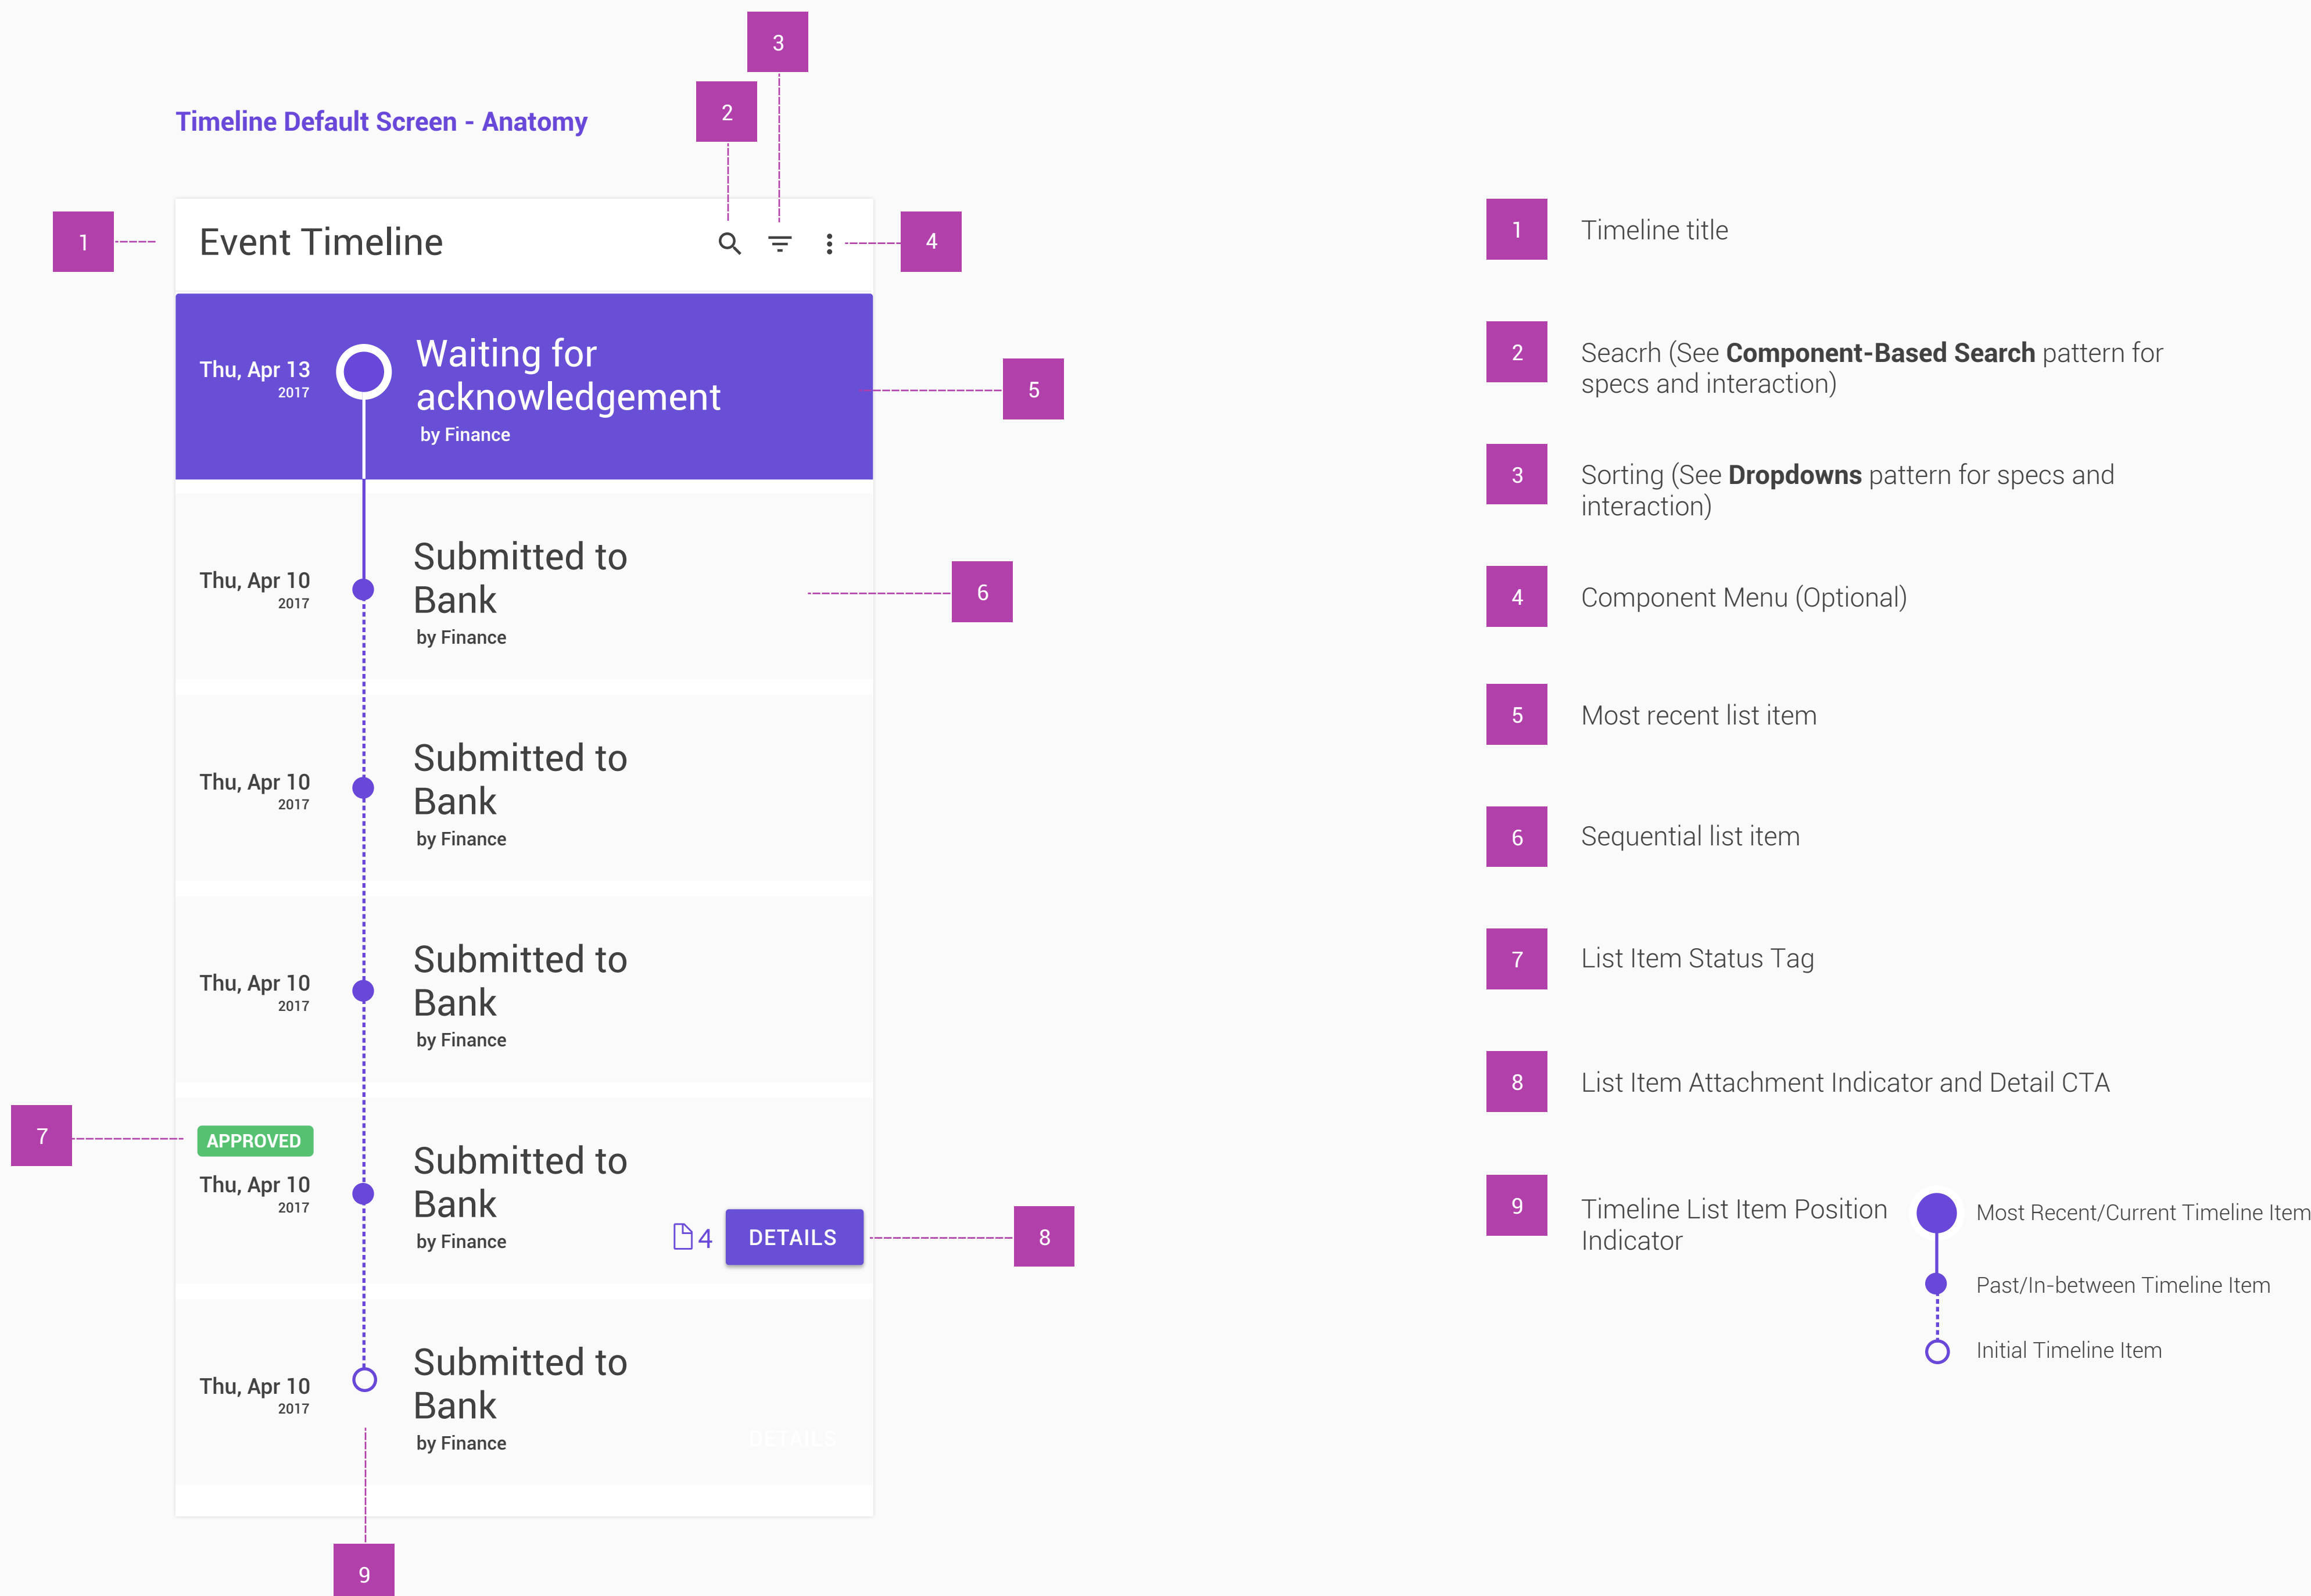 3
2
Timeline Default Screen - Anatomy
1
Event Timeline
4
Thu, Apr 13
2017
Waiting for
acknowledgement
by Finance
5
Thu, Apr 10
2017
Submitted to
Bank
by Finance
6
Thu, Apr 10
2017
Submitted to
Bank
by Finance
Thu, Apr 10
2017
Submitted to
Bank
by Finance
7
APPROVED
Thu, Apr 10
2017
Submitted to
Bank
by Finance
4
DETAILS
8
Thu, Apr 10
2017
Submitted to
Bank
by Finance
DETAILS
9
1
Timeline title
2
Seacrh (See Component-Based Search pattern for
specs and interaction)
3
Sorting (See Dropdowns pattern for specs and
interaction)
4
Component Menu (Optional)
5
Most recent list item
6
Sequential list item
7
List Item Status Tag
8
List Item Attachment Indicator and Detail CTA
9
Timeline List Item Position
Indicator
Most Recent/Current Timeline Item
Past/In-between Timeline Item
Initial Timeline Item